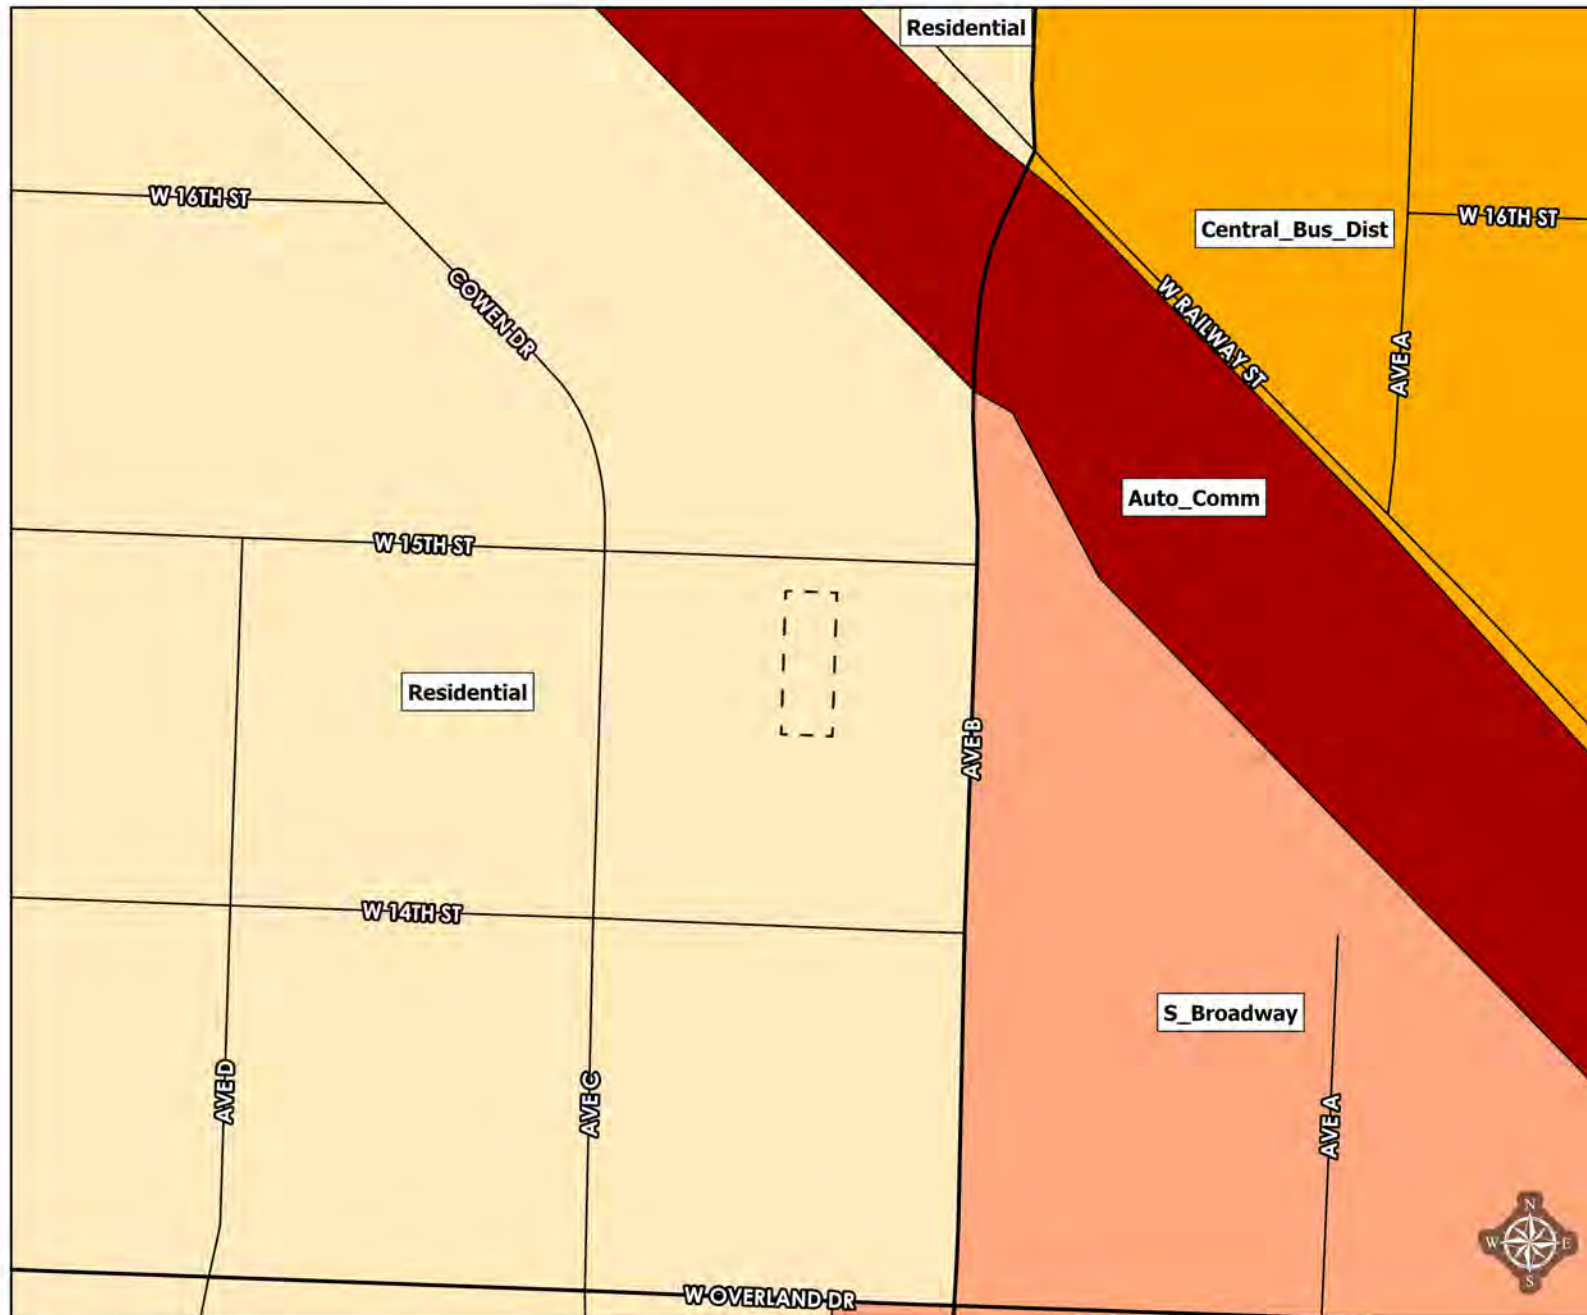 Residential
W 16TH ST
W 16TH ST
Central_Bus_Dist
COWEN DR
W RAILWAY ST
AVE A
Auto_Comm
W 15TH ST
Residential
AVE B
W 14TH ST
S_Broadway
AVE D
AVE C
AVE A
N
W E
S
W OVERLAND DR